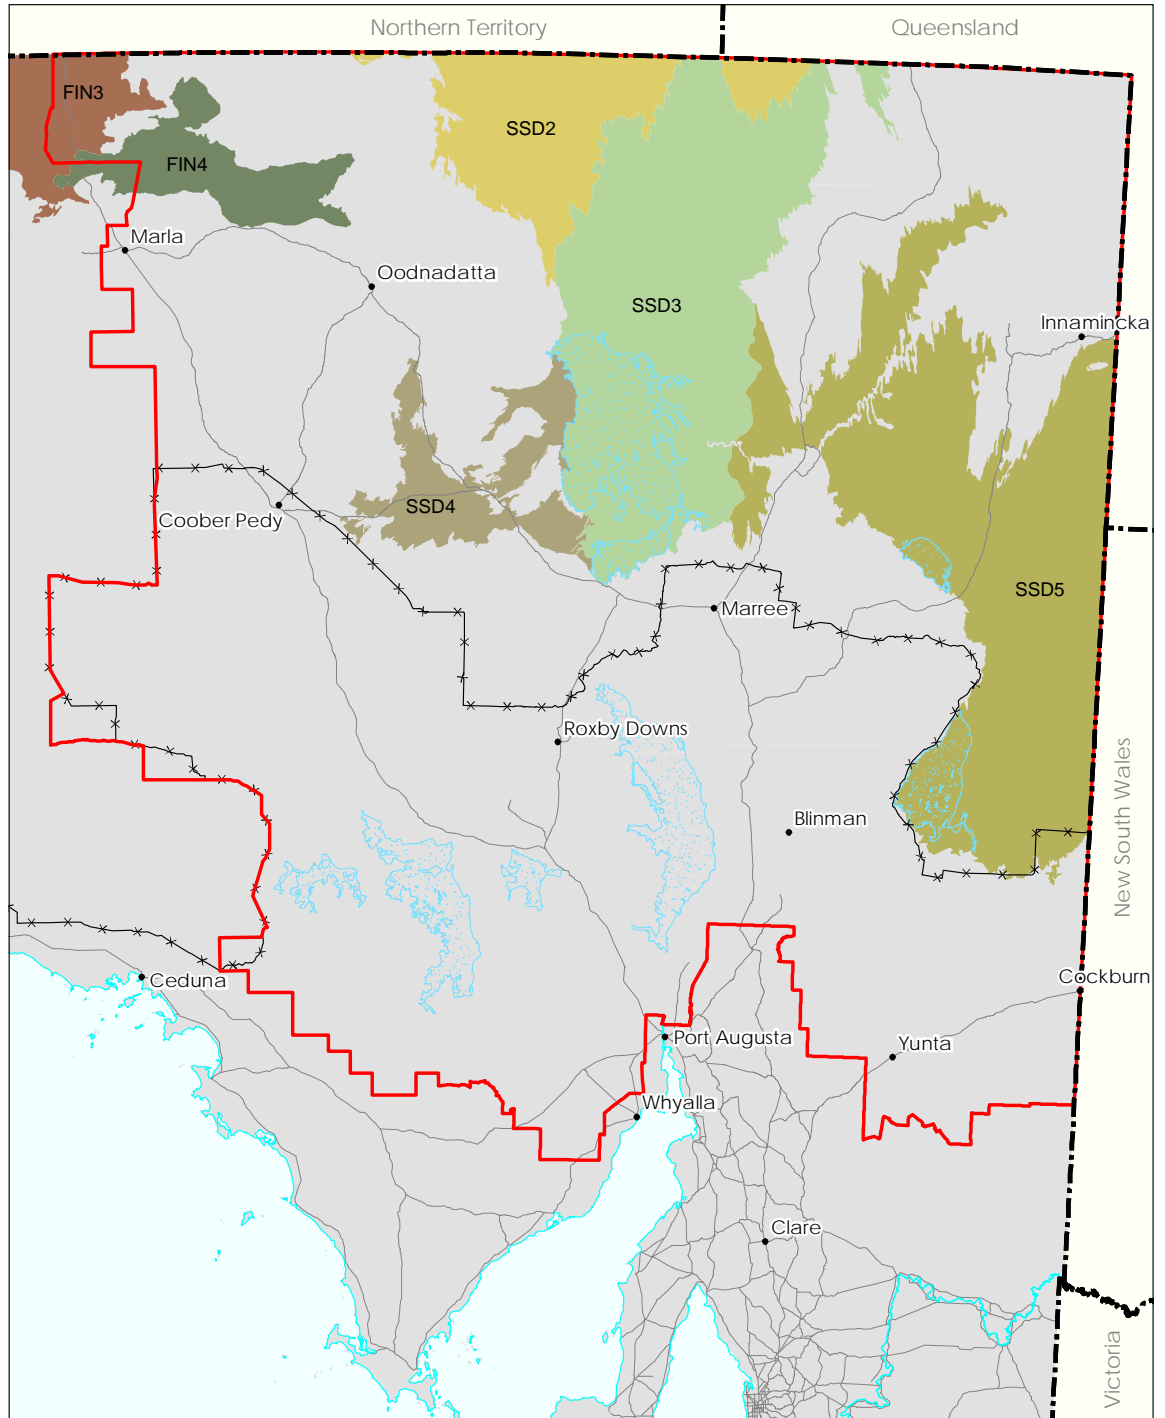 Northern Territory
Queensland
FIN3
SSD2
FIN4
Marla
Oodnadatta
SSD3
Innamincka
SSD4
Coober Pedy
SSD5
Marree
Roxby Downs
New South Wales
Blinman
Ceduna
Cockburn
Port Augusta
Yunta
Whyalla
Clare
Victoria